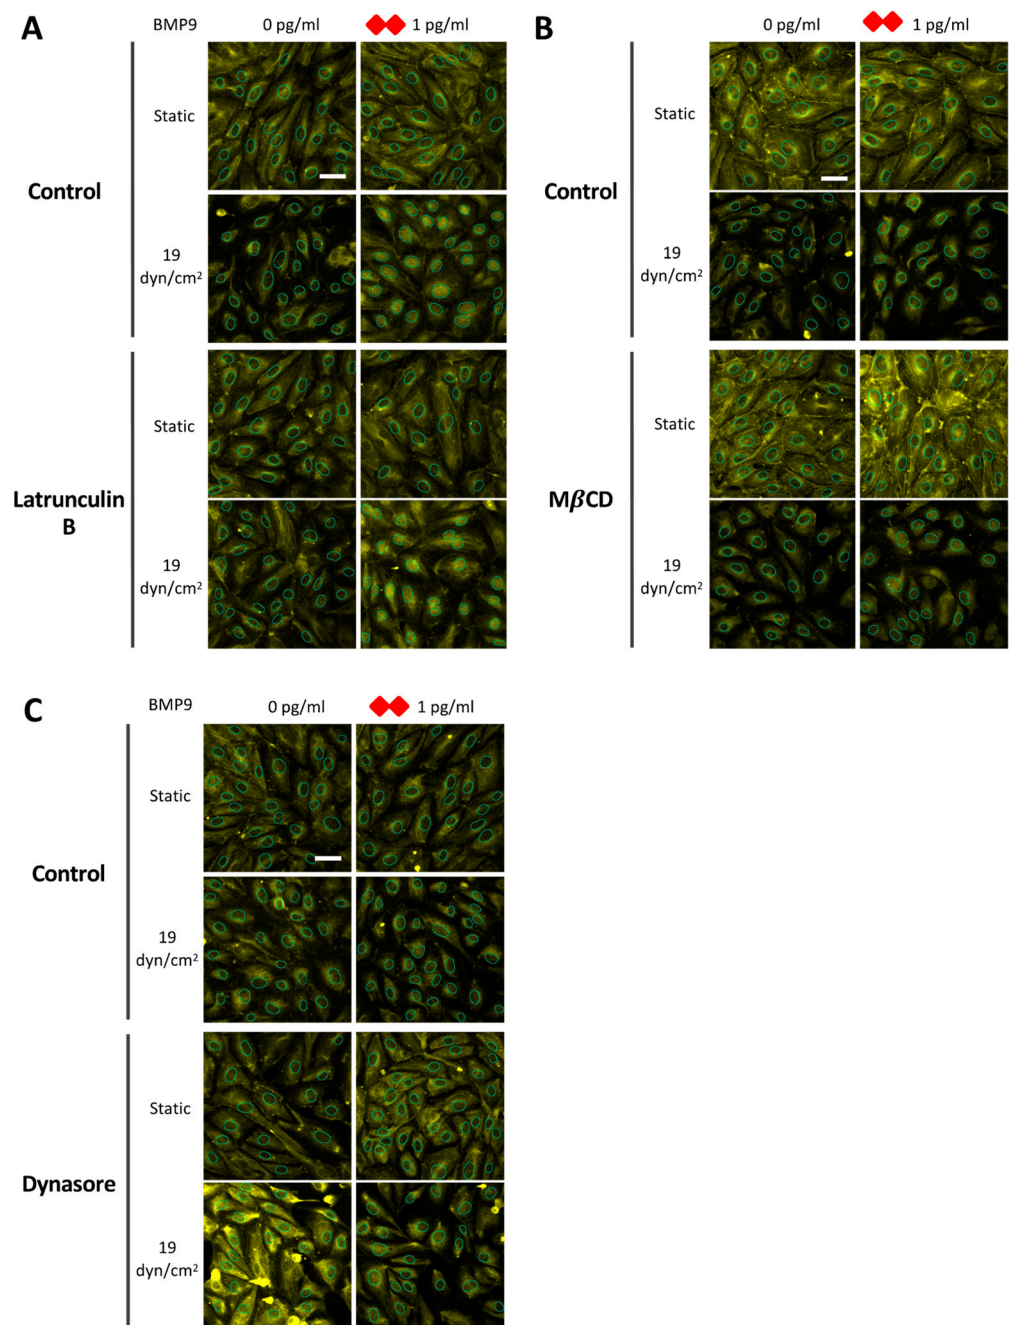 A
BMP9 0 pg/ml 1 pg/ml
Control
Static
19
dyn/cm²
Latrunculin
B
Static
19
dyn/cm²
B
0 pg/ml 1 pg/ml
Control
Static
19
dyn/cm²
MβCD
Static
19
dyn/cm²
C
BMP9 0 pg/ml 1 pg/ml
Control
Static
19
dyn/cm²
Dynasore
Static
19
dyn/cm²